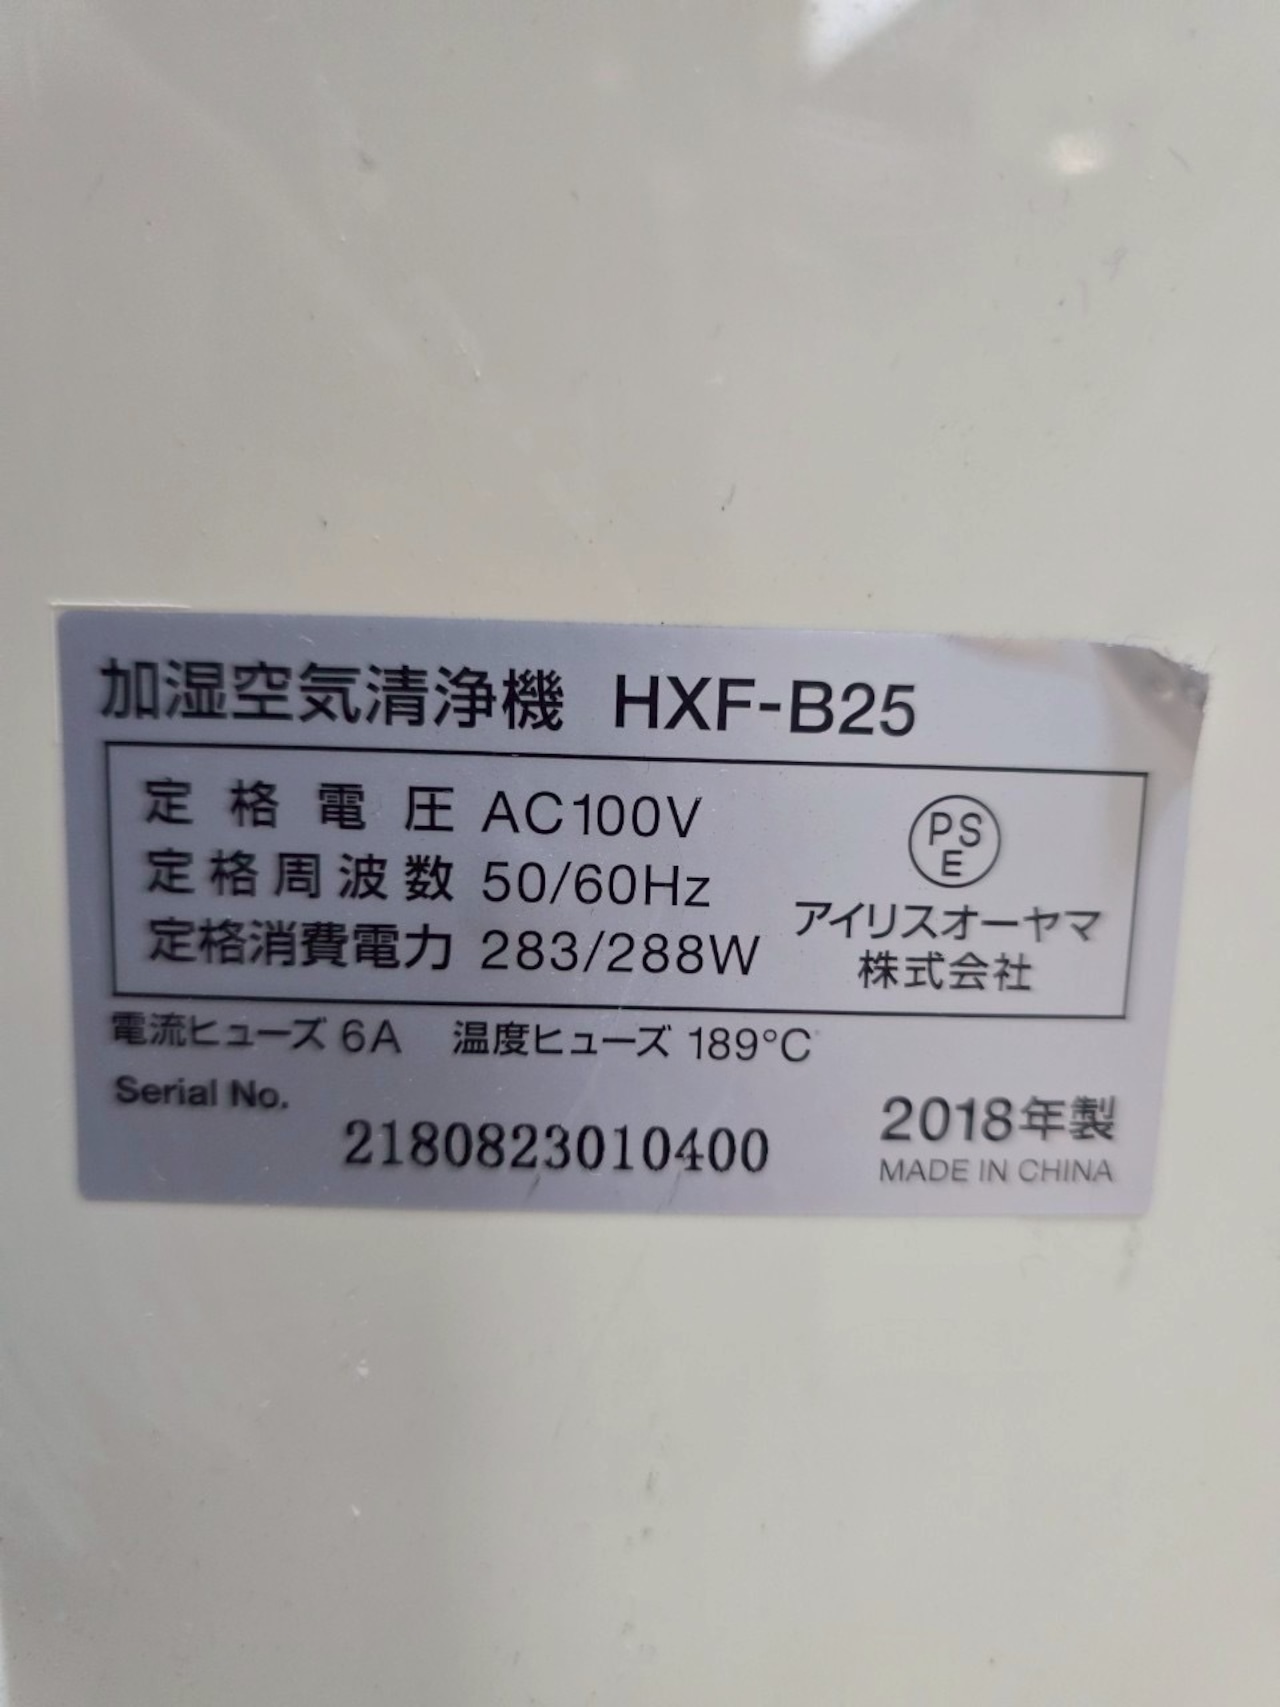 加湿空気清浄機 HXF-B25
定格電圧 AC100V
定格周波数 50/60Hz
定格消費電力 283/288W
PSE
アイリスオーヤマ
株式会社
電流ヒューズ 6A 温度ヒューズ 189°C
Serial No.
2180823010400
2018年製
MADE IN CHINA